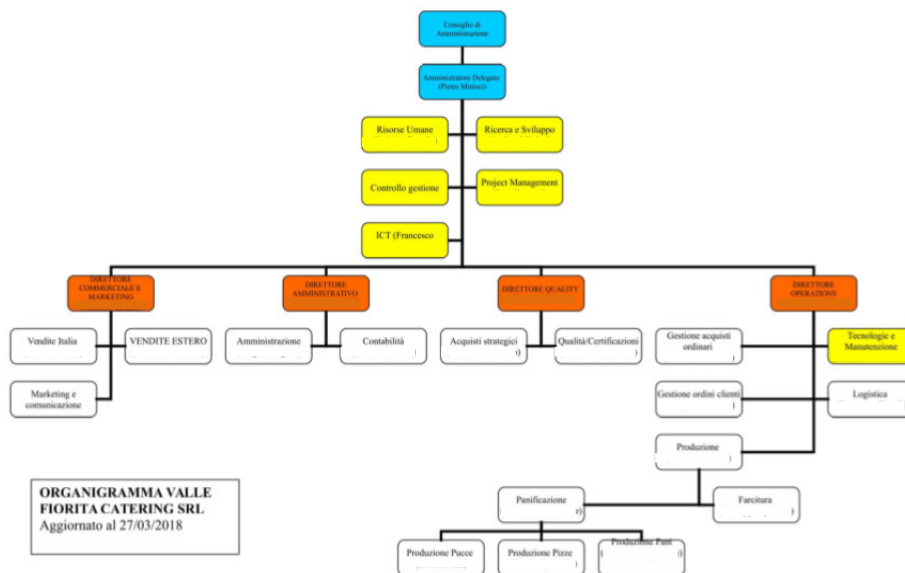 Consiglio di
Amministrazione
Amministratore Delegato
(Pietro Minisci)
Risorse Umane
Ricerca e Sviluppo
Controllo gestione
Project Management
ICT (Francesco
DIRETTORE
COMMERCIALE E
MARKETING
DIRETTORE
AMMINISTRATIVO
DIRETTORE QUALITY
DIRETTORE
OPERATIONS
Vendite Italia
VENDITE ESTERO
Amministrazione
Contabilità
Acquisti strategici
)
Qualità/Certificazioni
)
Gestione acquisti
ordinari
)
Tecnologie e
Manutenzione
Marketing e
comunicazione
Gestione ordini clienti
)
Logistica
Produzione
)
ORGANIGRAMMA VALLE
FIORITA CATERING SRL
Aggiornato al 27/03/2018
Panificazione
( r)
Farcitura
)
Produzione Pucce
Produzione Pizze
)
Produzione Pani
( )